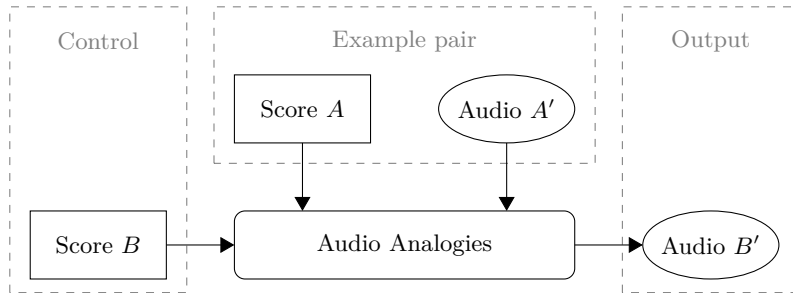 Control
Example pair
Output
Score A
Audio A′
Score B
Audio Analogies
Audio B′